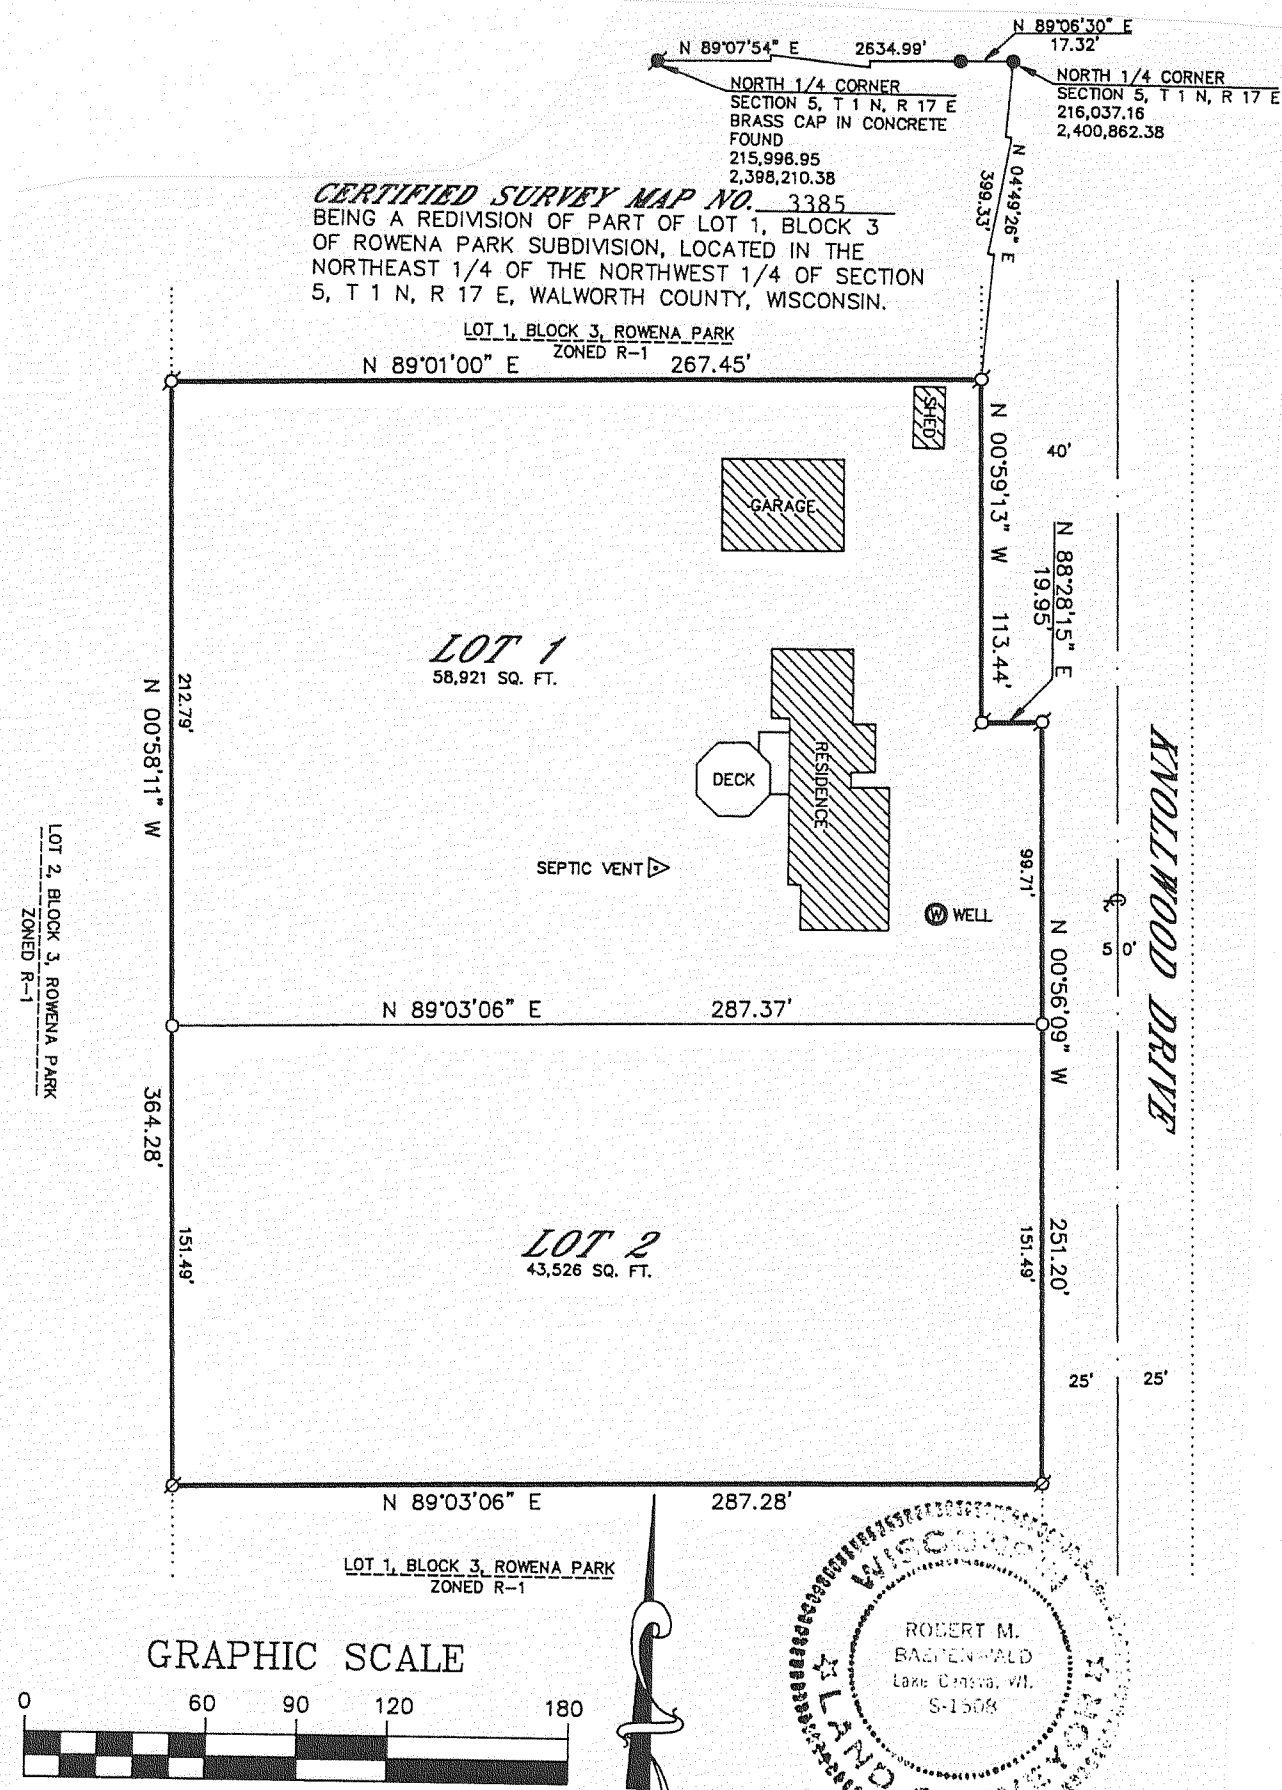 N 89°06'30" E
17.32'
N 89°07'54" E 2634.99'
NORTH 1/4 CORNER
SECTION 5, T 1 N, R 17 E
BRASS CAP IN CONCRETE
FOUND
215,996.95
2,398,210.38
NORTH 1/4 CORNER
SECTION 5, T 1 N, R 17 E
216,037.16
2,400,862.38
N 04°49'26" E
399.33'
CERTIFIED SURVEY MAP NO. 3385
BEING A REDIVISION OF PART OF LOT 1, BLOCK 3
OF ROWENA PARK SUBDIVISION, LOCATED IN THE
NORTHEAST 1/4 OF THE NORTHWEST 1/4 OF SECTION
5, T 1 N, R 17 E, WALWORTH COUNTY, WISCONSIN.
LOT 1, BLOCK 3, ROWENA PARK
ZONED R-1
N 89°01'00" E 267.45'
SHED
GARAGE
N 00°59'13" W 113.44'
40'
N 88°28'15" E
19.95'
LOT 1
58,921 SQ. FT.
212.79'
N 00°58'11" W
364.28'
RESIDENCE
DECK
SEPTIC VENT
W WELL
99.71'
N 00°56'09" W
251.20'
50'
KNOLLWOOD DRIVE
LOT 2, BLOCK 3, ROWENA PARK
ZONED R-1
N 89°03'06" E 287.37'
LOT 2
43,526 SQ. FT.
151.49'
151.49'
25' 25'
N 89°03'06" E 287.28'
LOT 1, BLOCK 3, ROWENA PARK
ZONED R-1
GRAPHIC SCALE
0 60 90 120 180
WISCONSIN
ROBERT M.
Lake Geneva, WI.
S-1508
LAND